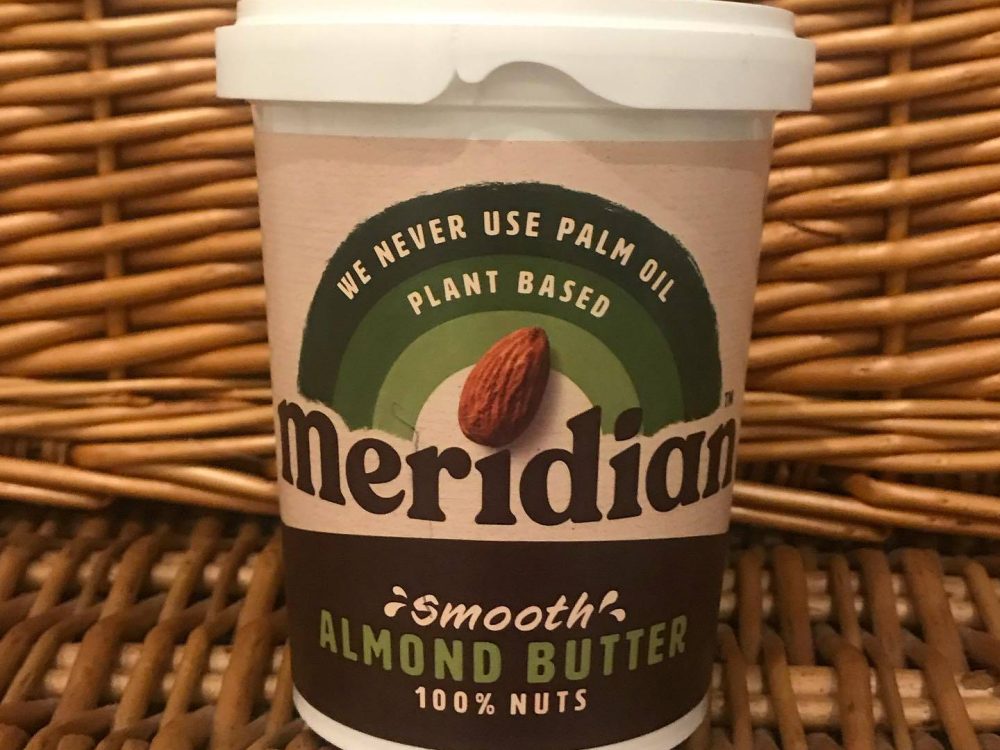 WE NEVER USE PALM OIL
PLANT BASED
meridian™
smooth
ALMOND BUTTER
100% NUTS